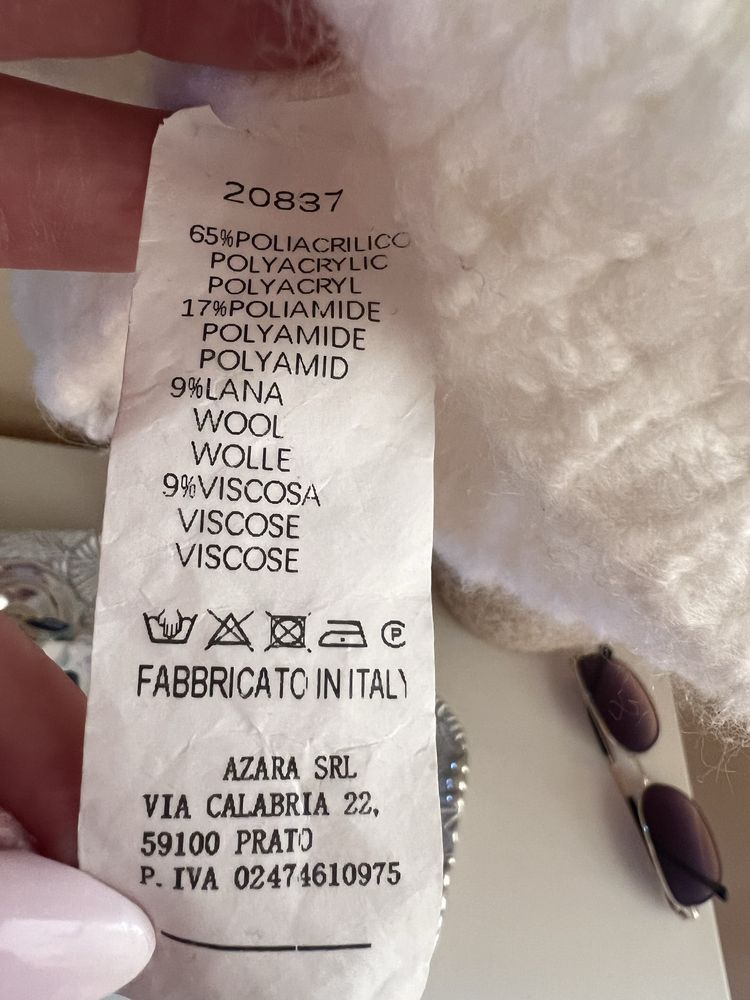 20837
65%POLIACRILICO
POLYACRYLIC
POLYACRYL
17%POLIAMIDE
POLYAMIDE
POLYAMID
9%LANA
WOOL
WOLLE
9%VISCOSA
VISCOSE
VISCOSE
P
FABBRICATO IN ITALY
AZARA SRL
VIA CALABRIA 22,
59100 PRATO
P. IVA 02474610975